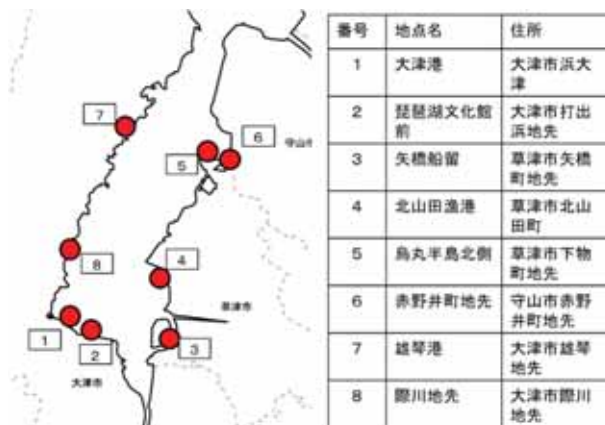 7
6
守山市
5
4
8
草津市
1
2
3
大津市
番号 地点名 住所
1 大津港 大津市浜大
津
2 琵琶湖文化館
前 大津市打出
浜地先
3 矢橋船留 草津市矢橋
町地先
4 北山田漁港 草津市北山
田町
5 烏丸半島北側 草津市下物
町地先
6 赤野井町地先 守山市赤野
井町地先
7 雄琴港 大津市雄琴
地先
8 際川地先 大津市際川
地先